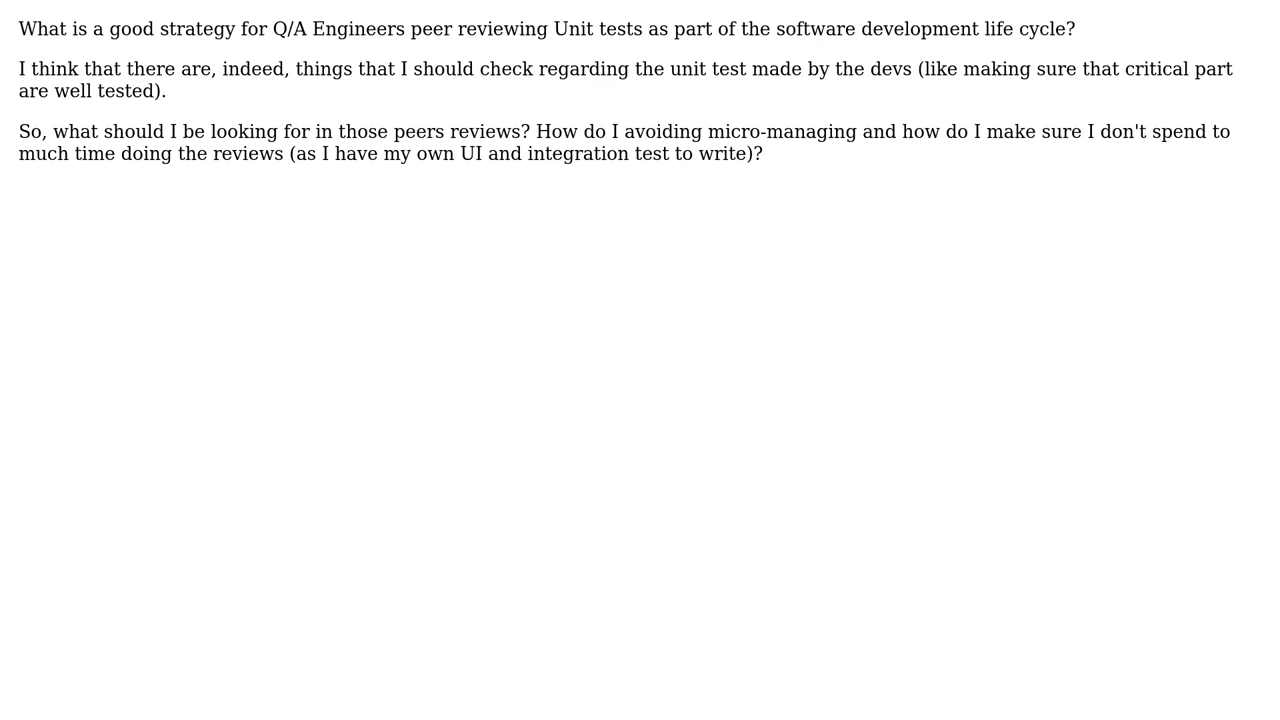 What is a good strategy for Q/A Engineers peer reviewing Unit tests as part of the software development life cycle?
I think that there are, indeed, things that I should check regarding the unit test made by the devs (like making sure that critical part
are well tested).
So, what should I be looking for in those peers reviews? How do I avoiding micro-managing and how do I make sure I don't spend to
much time doing the reviews (as I have my own UI and integration test to write)?